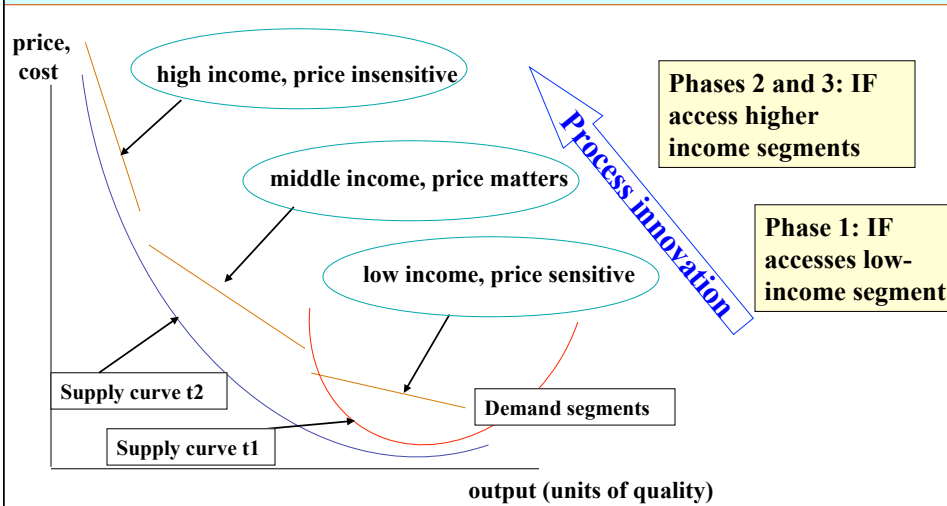 price,
cost
high income, price insensitive
middle income, price matters
low income, price sensitive
Process innovation
Phases 2 and 3: IF
access higher
income segments
Phase 1: IF
accesses low-
income segment
Supply curve t2
Supply curve t1
Demand segments
output (units of quality)